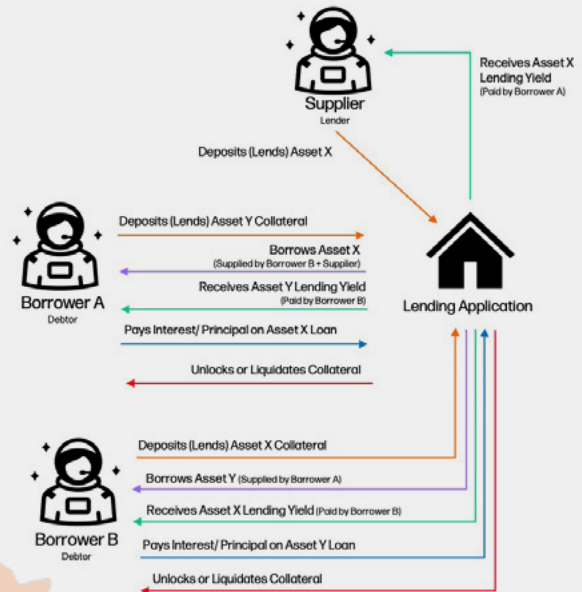 Receives Asset X
Lending Yield
(Paid by Borrower A)
Supplier
Lender
Deposits (Lends) Asset X
Deposits (Lends) Asset Y Collateral
Borrows Asset X
(Supplied by Borrower B + Supplier)
Receives Asset Y Lending Yield
(Paid by Borrower B)
Borrower A
Debtor
Lending Application
Pays Interest/ Principal on Asset X Loan
Unlocks or Liquidates Collateral
Deposits (Lends) Asset X Collateral
Borrows Asset Y (Supplied by Barrower A)
Receives Asset X Lending Yield (Paid by Borrower B)
Borrower B
Debtor
Pays Interest/ Principal on Asset Y Loan
Unlocks or Liquidates Collateral